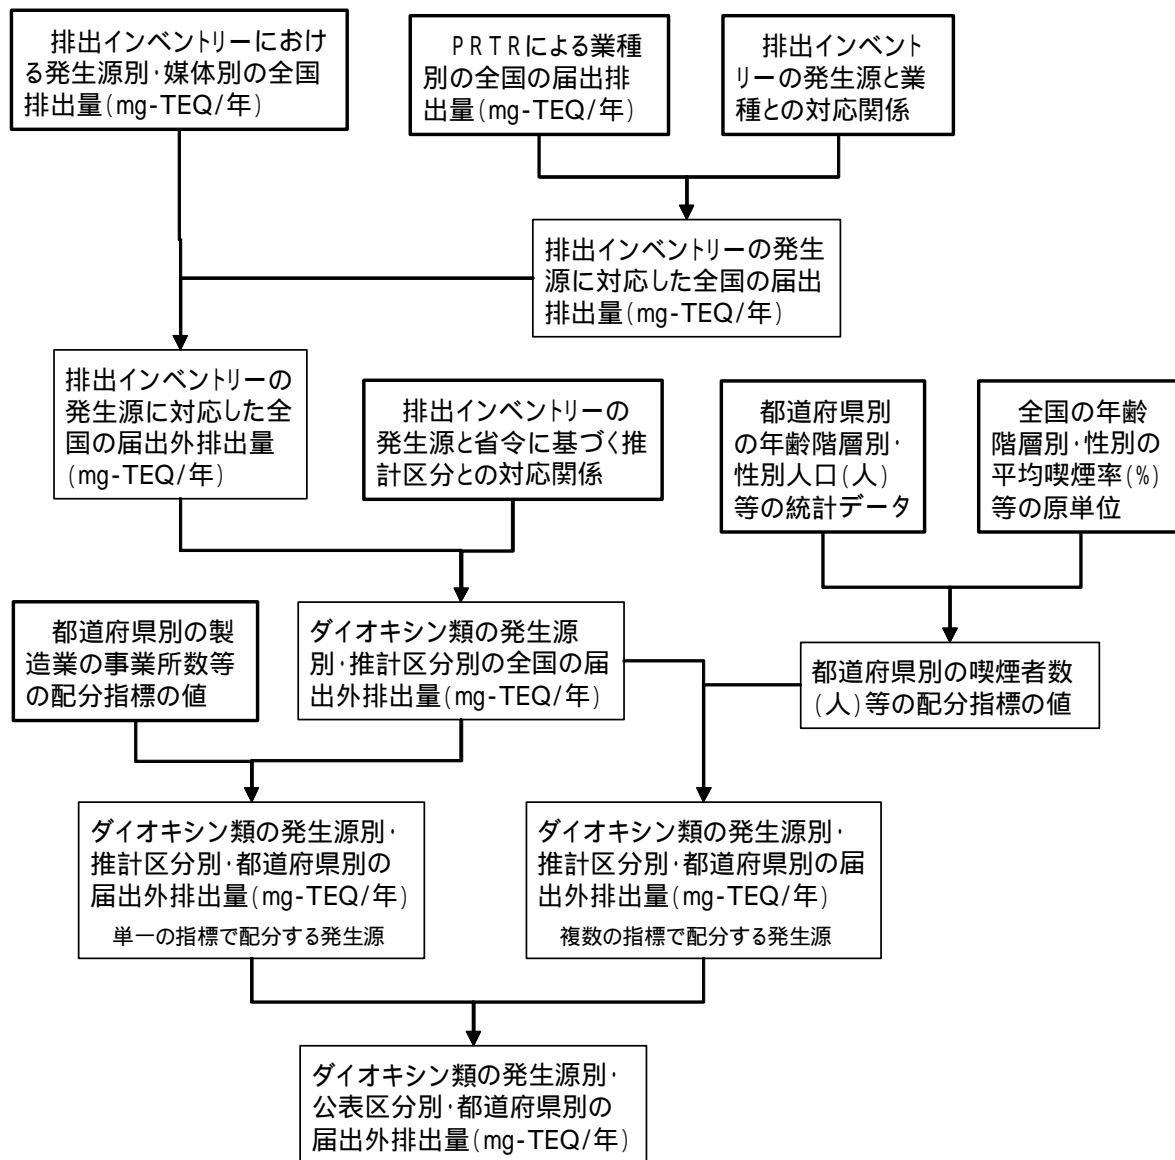 排出インベントリーにおけ
る発生源別･媒体別の全国
排出量(mg-TEQ/年)
PRTRによる業種
別の全国の届出排
出量(mg-TEQ/年)
排出インベント
リーの発生源と業
種との対応関係
排出インベントリーの発生
源に対応した全国の届出
排出量(mg-TEQ/年)
排出インベントリーの
発生源に対応した全
国の届出外排出量
(mg-TEQ/年)
排出インベントリーの
発生源と省令に基づく推
計区分との対応関係
都道府県別
の年齢階層別･
性別人口(人)
等の統計データ
全国の年齢
階層別･性別の
平均喫煙率(%)
等の原単位
都道府県別の製
造業の事業所数等
の配分指標の値
ダイオキシン類の発生源
別･推計区分別の全国の届
出外排出量(mg-TEQ/年)
都道府県別の喫煙者数
(人)等の配分指標の値
ダイオキシン類の発生源別･
推計区分別･都道府県別の
届出外排出量(mg-TEQ/年)
単一の指標で配分する発生源
ダイオキシン類の発生源別･
推計区分別･都道府県別の届
出外排出量(mg-TEQ/年)
複数の指標で配分する発生源
ダイオキシン類の発生源別･
公表区分別･都道府県別の
届出外排出量(mg-TEQ/年)